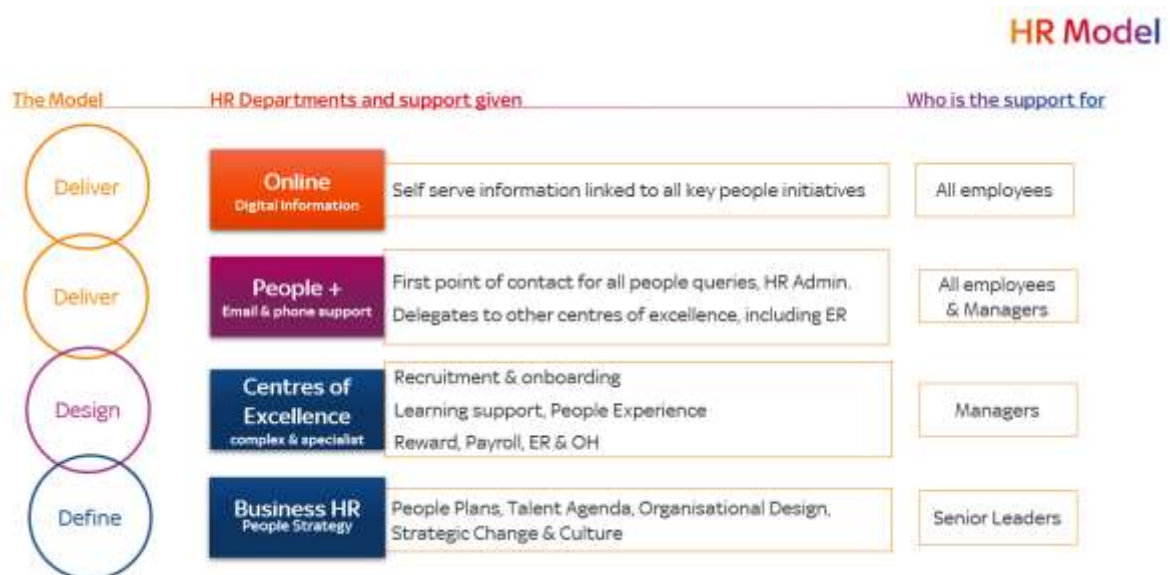 HR Model
The Model
HR Departments and support given
Who is the support for
Deliver
Online
Digital Information
Self serve information linked to all key people initiatives
All employees
Deliver
People +
Email & phone support
First point of contact for all people queries, HR Admin.
Delegates to other centres of excellence, including ER
All employees
& Managers
Design
Centres of
Excellence
complex & specialist
Recruitment & onboarding
Learning support, People Experience
Reward, Payroll, ER & OH
Managers
Define
Business HR
People Strategy
People Plans, Talent Agenda, Organisational Design,
Strategic Change & Culture
Senior Leaders